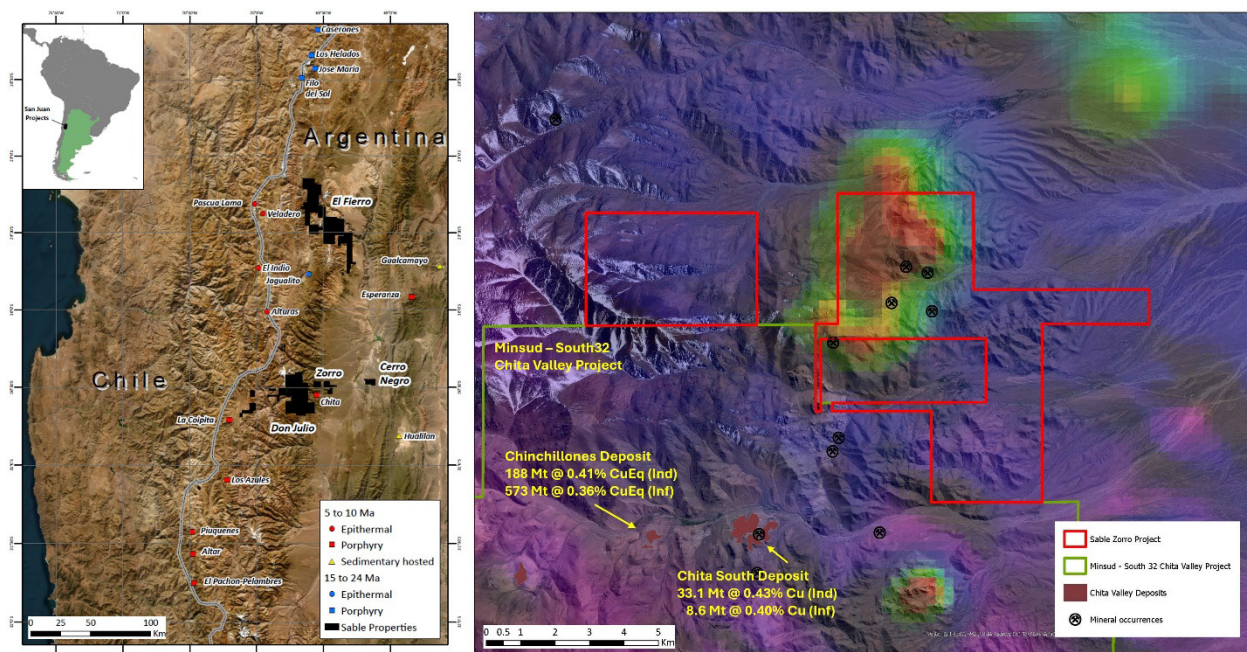 San Juan
Projects
Caserones
Los Helados
Jose Maria
Filo
del Sol
Argentina
El Fierro
Pascua Lama
Veladero
Gualcamayo
El Indio
Jagualito
Esperanza
Alturas
Chile
Zorro
Cerro
Negro
Chita
La Coipita
Don Julio
Hualilan
Los Azules
Piuquenes
Altar
El Pachon-Pelambres
5 to 10 Ma
Epithermal
Porphyry
Sedimentary hosted
15 to 24 Ma
Epithermal
Porphyry
Sable Properties
0 25 50 100
Km
Minsud – South32
Chita Valley Project
Chinchillones Deposit
188 Mt @ 0.41% CuEq (Ind)
573 Mt @ 0.36% CuEq (Inf)
Chita South Deposit
33.1 Mt @ 0.43% Cu (Ind)
8.6 Mt @ 0.40% Cu (Inf)
0 0.5 1 2 3 4 5
Km
Sable Zorro Project
Minsud - South 32 Chita Valley Project
Chita Valley Deposits
Mineral occurrences